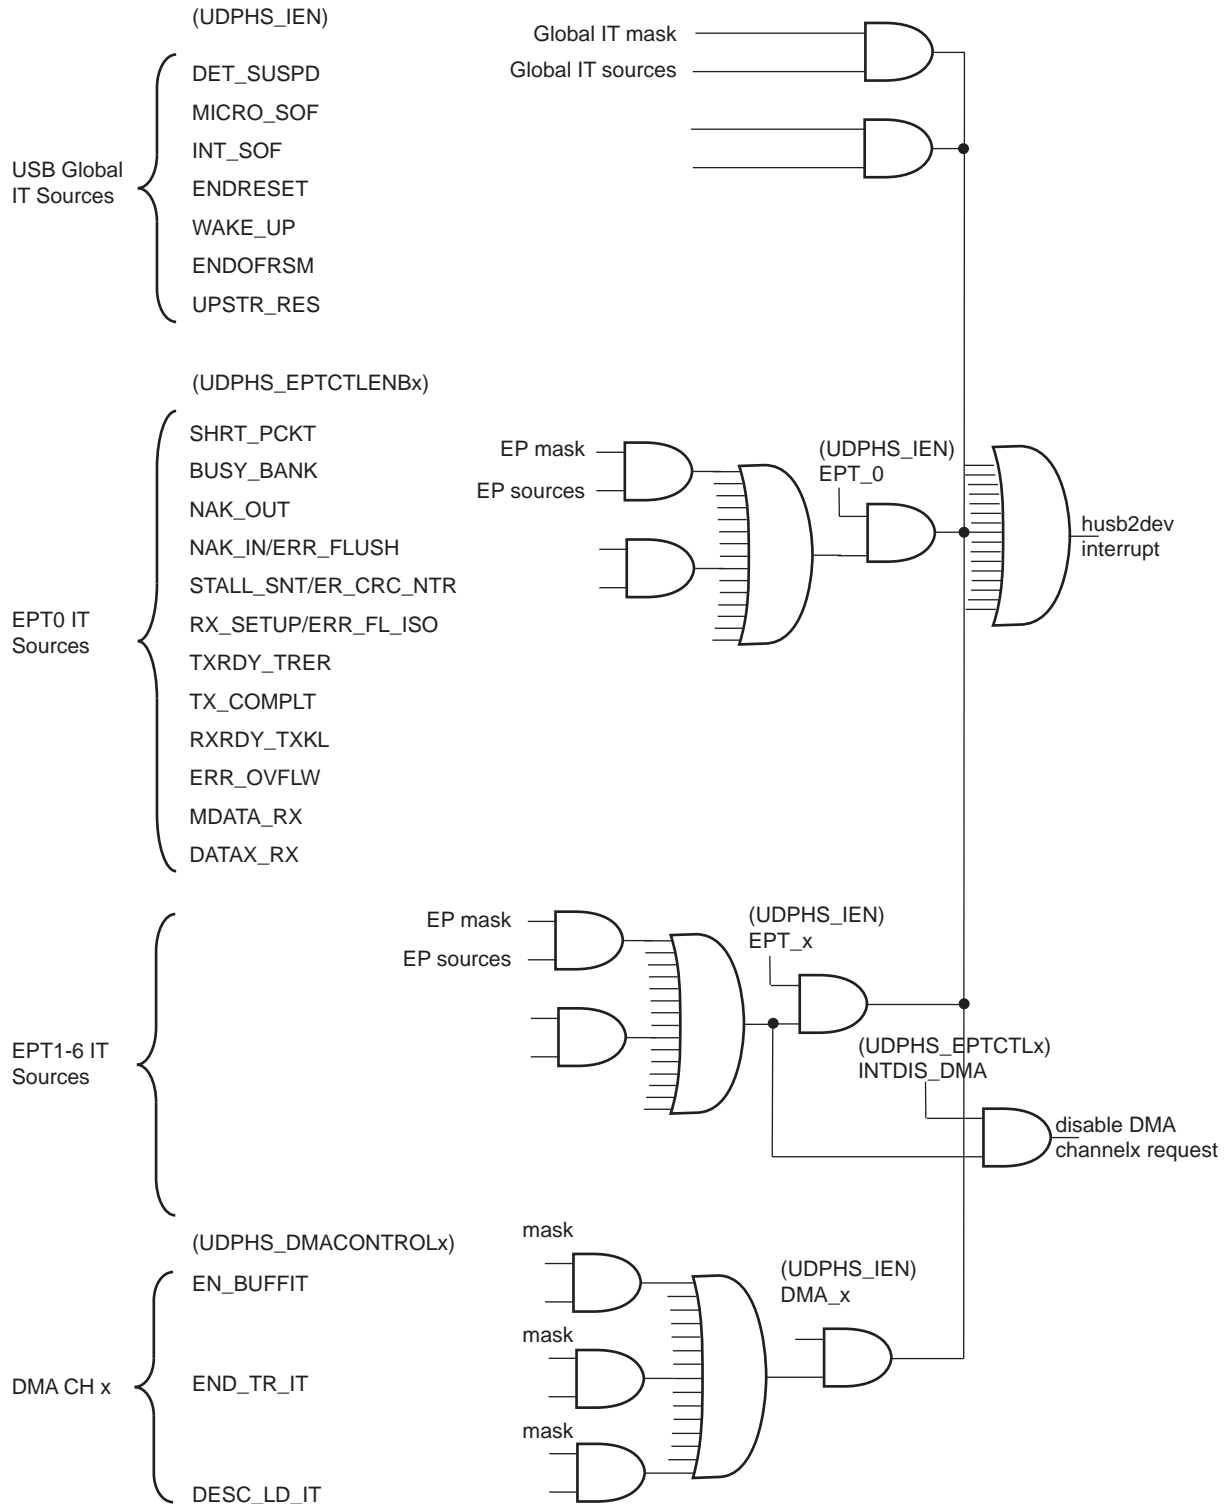 (UDPHS_IEN)
Global IT mask
Global IT sources
DET_SUSPD
MICRO_SOF
INT_SOF
ENDRESET
WAKE_UP
ENDOFRSM
UPSTR_RES
USB Global
IT Sources
(UDPHS_EPTCTLENBx)
SHRT_PCKT
BUSY_BANK
NAK_OUT
NAK_IN/ERR_FLUSH
STALL_SNT/ER_CRC_NTR
RX_SETUP/ERR_FL_ISO
TXRDY_TRER
TX_COMPLT
RXRDY_TXKL
ERR_OVFLW
MDATA_RX
DATAX_RX
EPT0 IT
Sources
EP mask
EP sources
(UDPHS_IEN)
EPT_0
husb2dev
interrupt
EP mask
EP sources
(UDPHS_IEN)
EPT_x
EPT1-6 IT
Sources
(UDPHS_EPTCTLx)
INTDIS_DMA
disable DMA
channelx request
(UDPHS_DMACONTROLx)
mask
EN_BUFFIT
(UDPHS_IEN)
DMA_x
mask
DMA CH x
END_TR_IT
mask
DESC_LD_IT